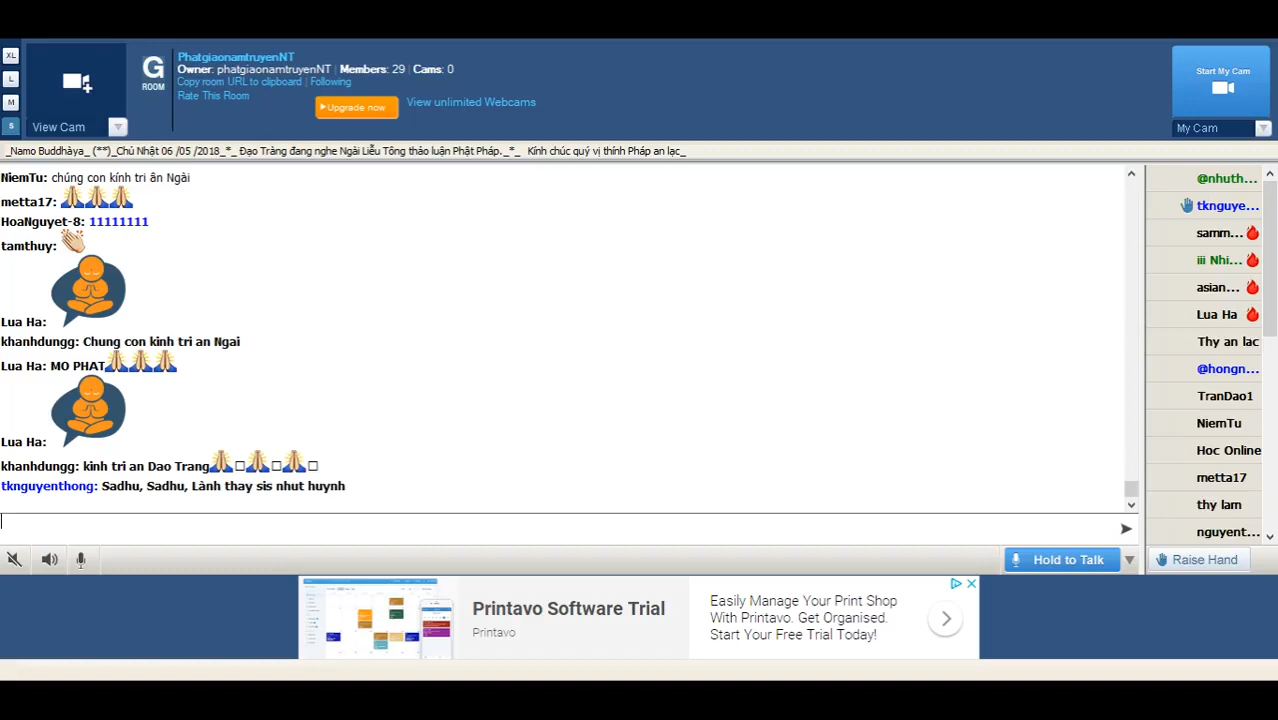 XL
L
M
S
View Cam
G
ROOM
PhatgiaonamtruyenNT
Owner: phatgiaonamtruyenNT | Members: 29 | Cams: 0
Copy room URL to clipboard | Following
Rate This Room
Upgrade now
View unlimited Webcams
Start My Cam
My Cam
_Namo Buddhàya_ (**)_Chủ Nhật 06 /05 /2018_*_ Đạo Tràng đang nghe Ngài Liễu Tông thảo luận Phật Pháp._*_ Kính chúc quý vị thính Pháp an lạc_
NiemTu: chúng con kính tri ân Ngài
metta17: 🙏🙏🙏
HoaNguyet-8: 11111111
tamthuy: 👏
Lua Ha:
khanhdungg: Chung con kinh tri an Ngai
Lua Ha: MO PHAT🙏🙏🙏
Lua Ha:
khanhdungg: kinh tri an Dao Trang🙏□🙏□🙏□
tknguyenthong: Sadhu, Sadhu, Lành thay sis nhut huynh
@nhuth...
tknguye...
samm...
iii Nhi...
asian...
Lua Ha
Thy an lac
@hongn...
TranDao1
NiemTu
Hoc Online
metta17
thy lam
nguyent...
Hold to Talk
Raise Hand
Printavo Software Trial
Printavo
Easily Manage Your Print Shop
With Printavo. Get Organised.
Start Your Free Trial Today!